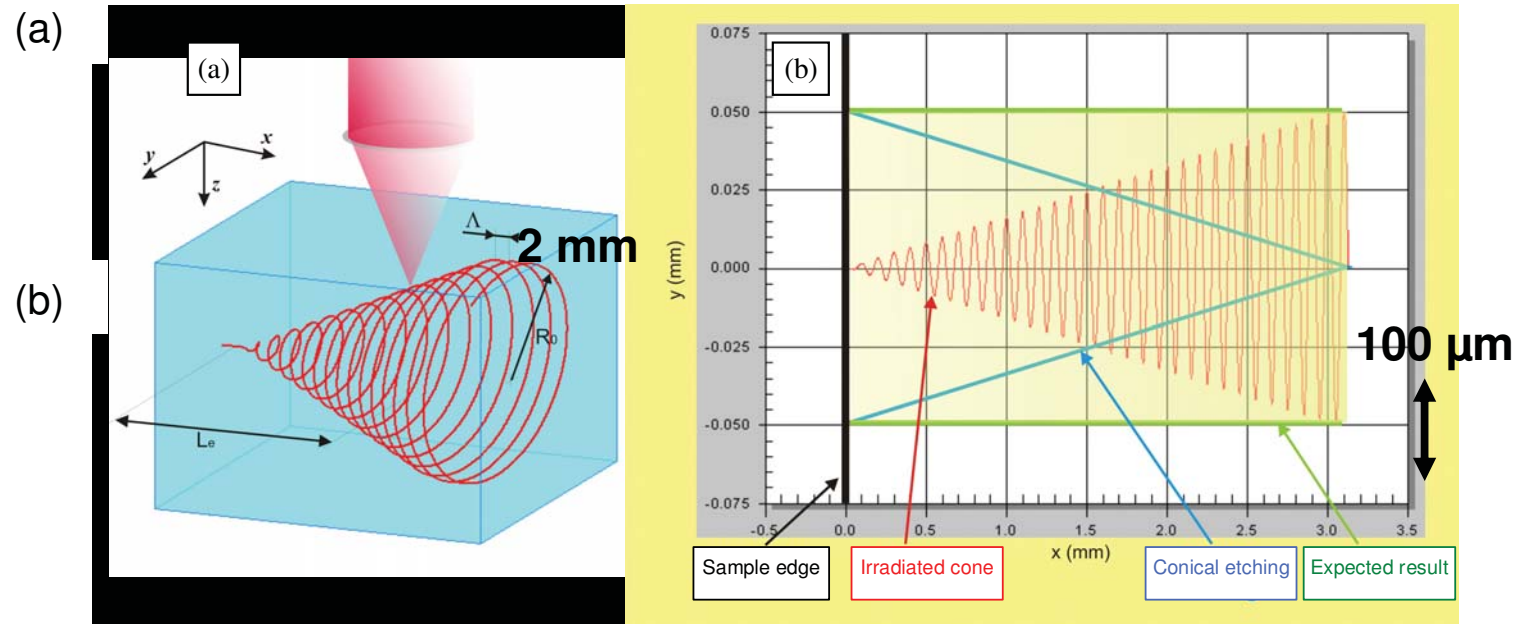 (a)
(b)
(a)
x
y
z
Λ
2 mm
R₀
Lₑ
(b)
0.075
0.050
0.025
0.000
-0.025
-0.050
-0.075
y (mm)
-0.5 0.0 0.5 1.0 1.5 2.0 2.5 3.0 3.5
x (mm)
100 µm
Sample edge
Irradiated cone
Conical etching
Expected result